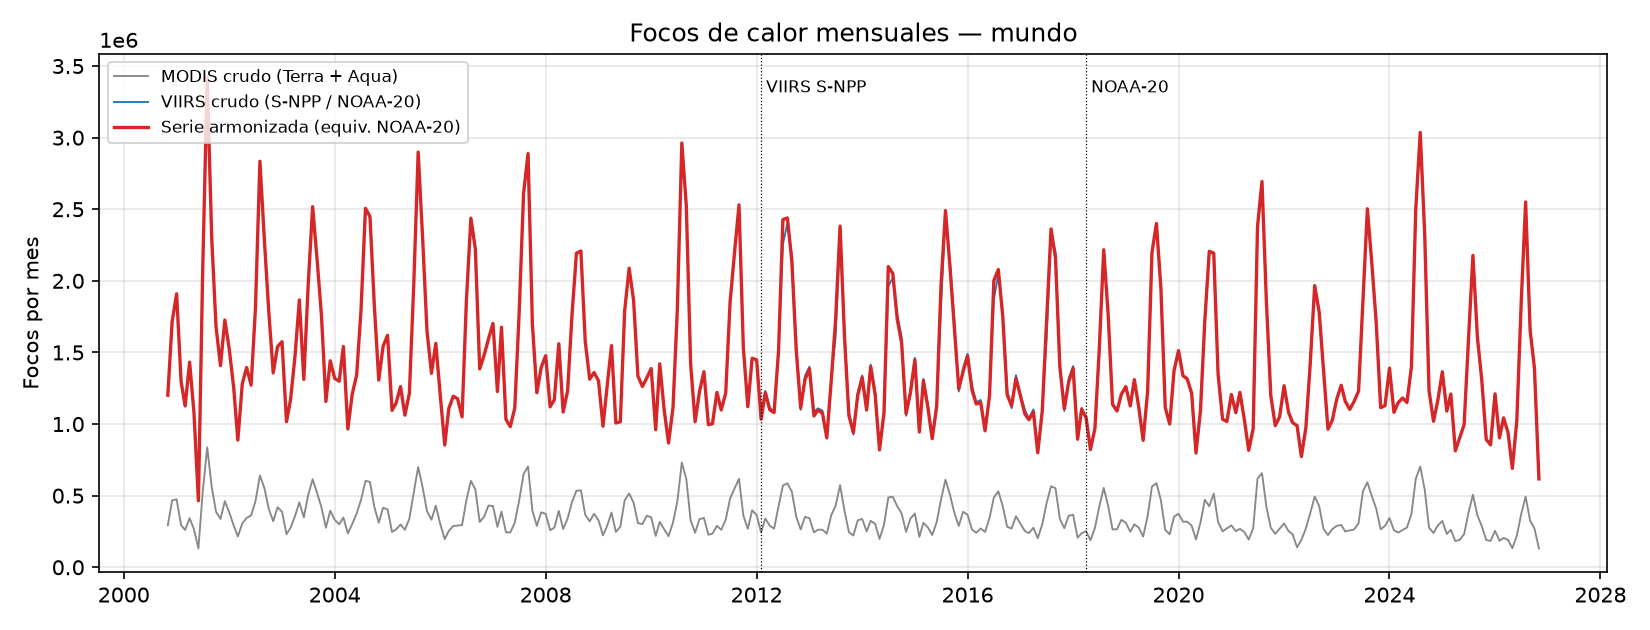 Focos de calor mensuales — mundo
1e6
3.5
3.0
2.5
2.0
1.5
1.0
0.5
0.0
Focos por mes
MODIS crudo (Terra + Aqua)
VIIRS crudo (S-NPP / NOAA-20)
Serie armonizada (equiv. NOAA-20)
VIIRS S-NPP
NOAA-20
2000
2004
2008
2012
2016
2020
2024
2028